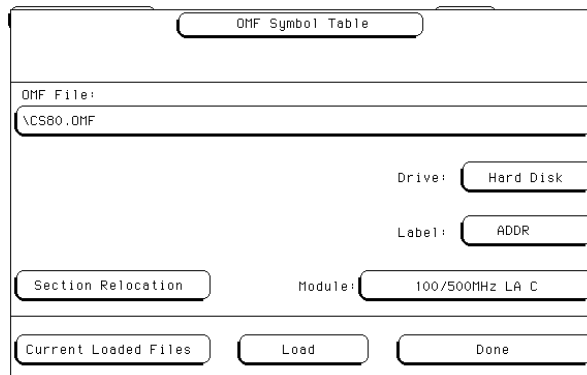 OMF Symbol Table
OMF File:
\CS80.OMF
Drive: Hard Disk
Label: ADDR
Section Relocation Module: 100/500MHz LA C
Current Loaded Files Load Done